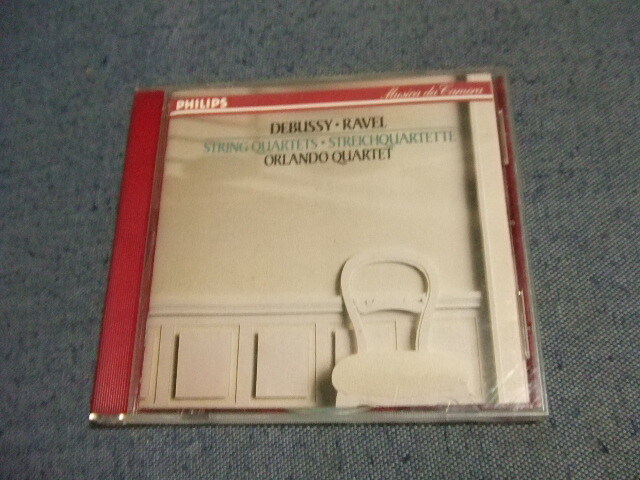 PHILIPS
Musica da Camera
DEBUSSY · RAVEL
STRING QUARTETS · STREICHQUARTETTE
ORLANDO QUARTET